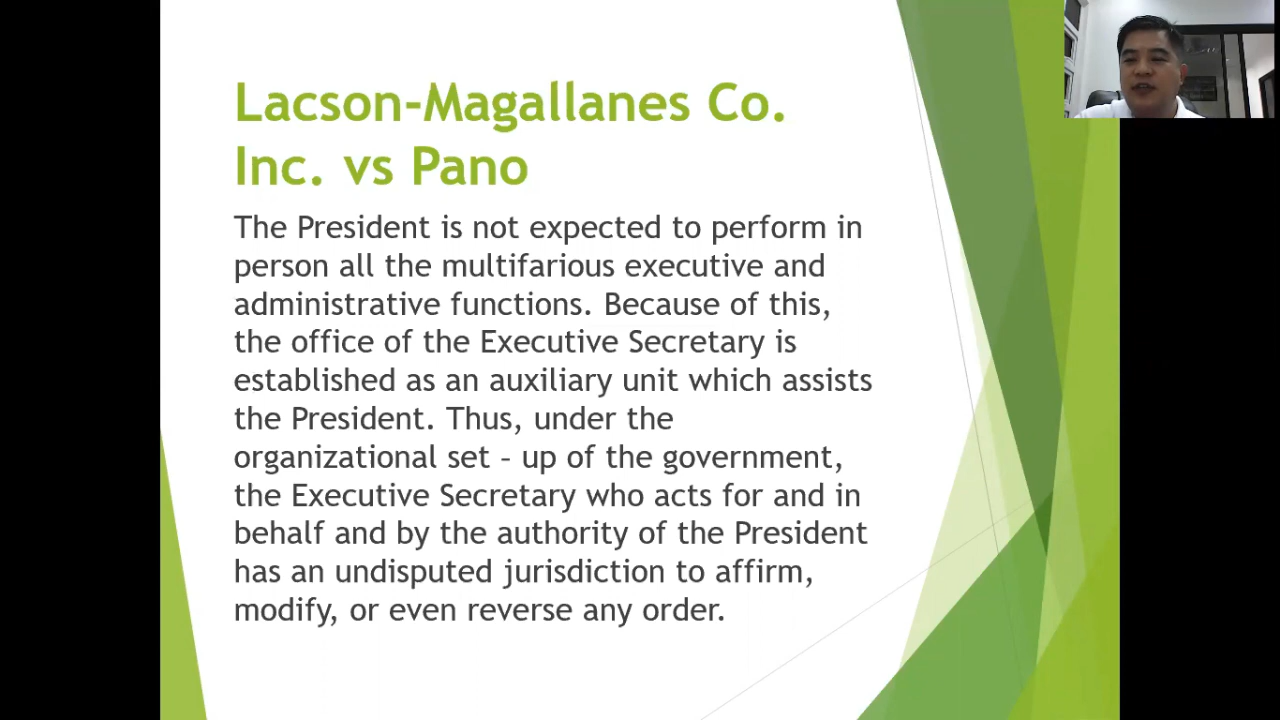 Lacson-Magallanes Co.
Inc. vs Pano
The President is not expected to perform in
person all the multifarious executive and
administrative functions. Because of this,
the office of the Executive Secretary is
established as an auxiliary unit which assists
the President. Thus, under the
organizational set – up of the government,
the Executive Secretary who acts for and in
behalf and by the authority of the President
has an undisputed jurisdiction to affirm,
modify, or even reverse any order.